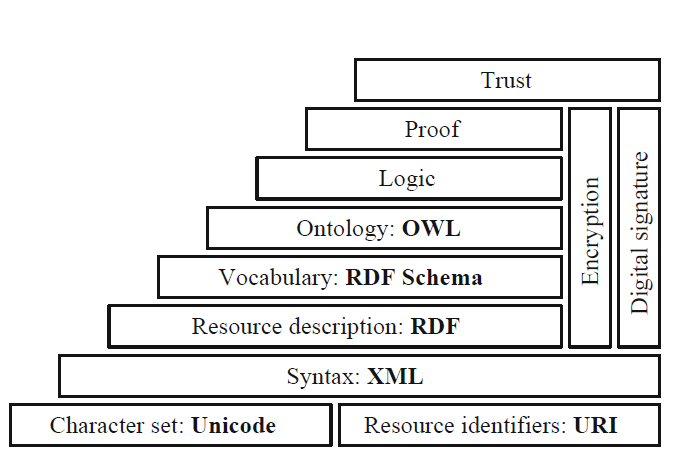 Trust
Proof
Logic
Ontology: OWL
Vocabulary: RDF Schema
Resource description: RDF
Encryption
Digital signature
Syntax: XML
Character set: Unicode
Resource identifiers: URI